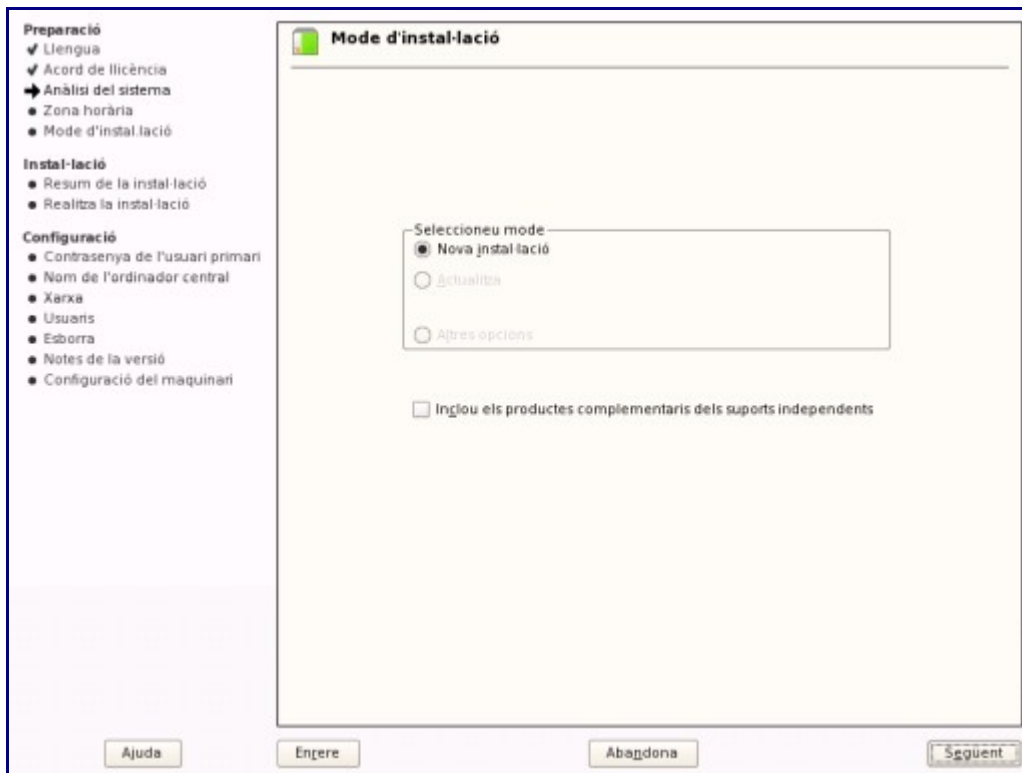 Preparació
Llengua
Acord de llicència
Anàlisi del sistema
Zona horària
Mode d'instal.lació
Instal·lació
Resum de la instal·lació
Realitza la instal·lació
Configuració
Contrasenya de l'usuari primari
Nom de l'ordinador central
Xarxa
Usuaris
Esborra
Notes de la versió
Configuració del maquinari
Mode d'instal·lació
Seleccioneu mode
Nova instal·lació
Actualitza
Altres opcions
Inclou els productes complementaris dels suports independents
Ajuda
Enrere
Abandona
Següent